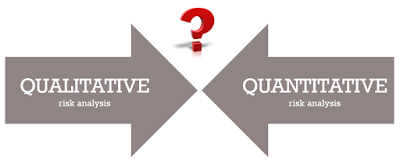 ?
QUALITATIVE
risk analysis
QUANTITATIVE
risk analysis